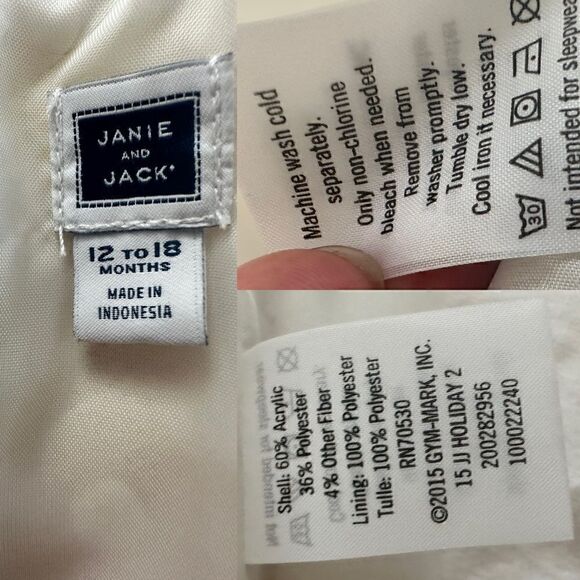 JANIE
AND
JACK
12 TO 18
MONTHS
MADE IN
INDONESIA
Machine wash cold
separately.
Only non-chlorine
bleach when needed.
Remove from
washer promptly.
Tumble dry low.
Cool iron if necessary.
30
Not intended for sleepwear
Shell: 60% Acrylic
36% Polyester
4% Other Fiber
Lining: 100% Polyester
Tulle: 100% Polyester
RN70530
©2015 GYM-MARK, INC.
15 JJ HOLIDAY 2
200282956
100022240